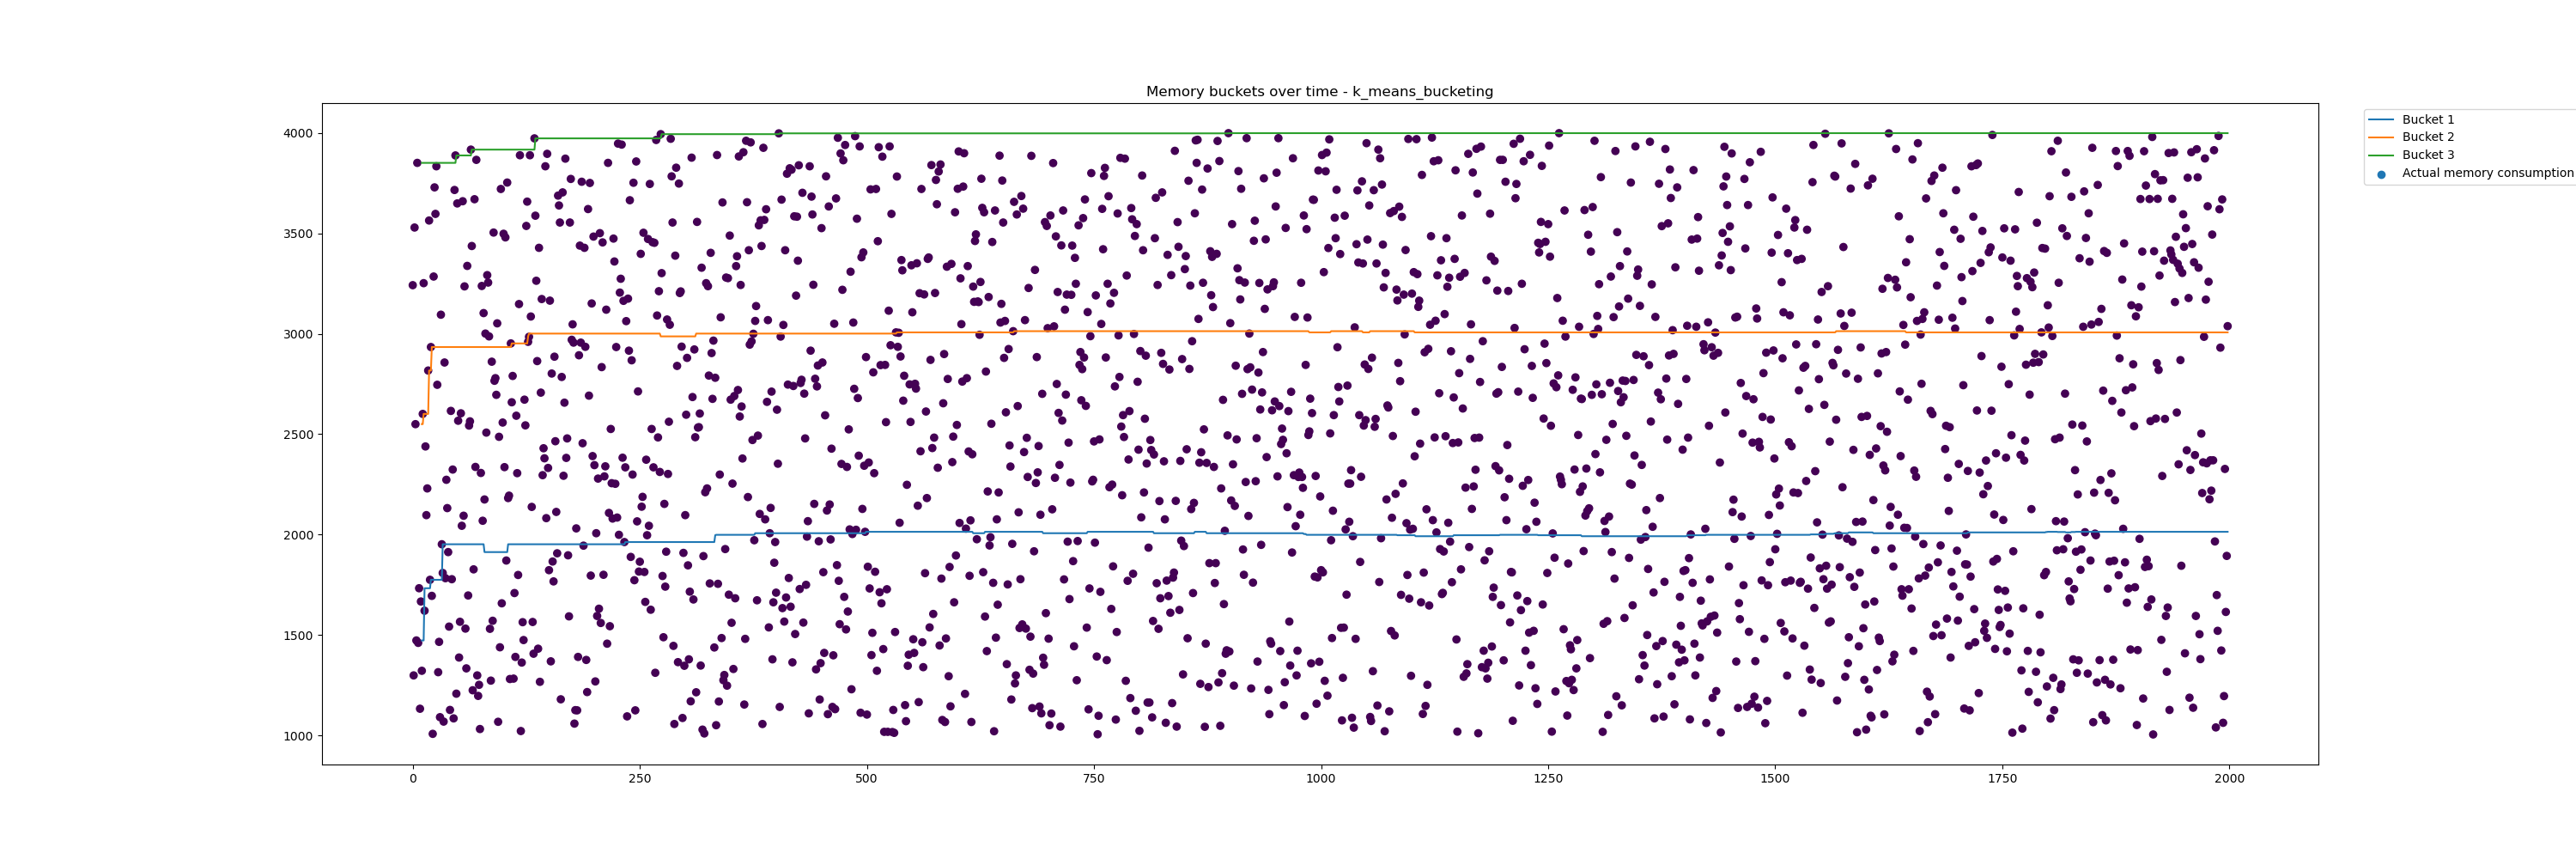 Memory buckets over time - k_means_bucketing
4000
3500
3000
2500
2000
1500
1000
0 250 500 750 1000 1250 1500 1750 2000
Bucket 1
Bucket 2
Bucket 3
Actual memory consumption